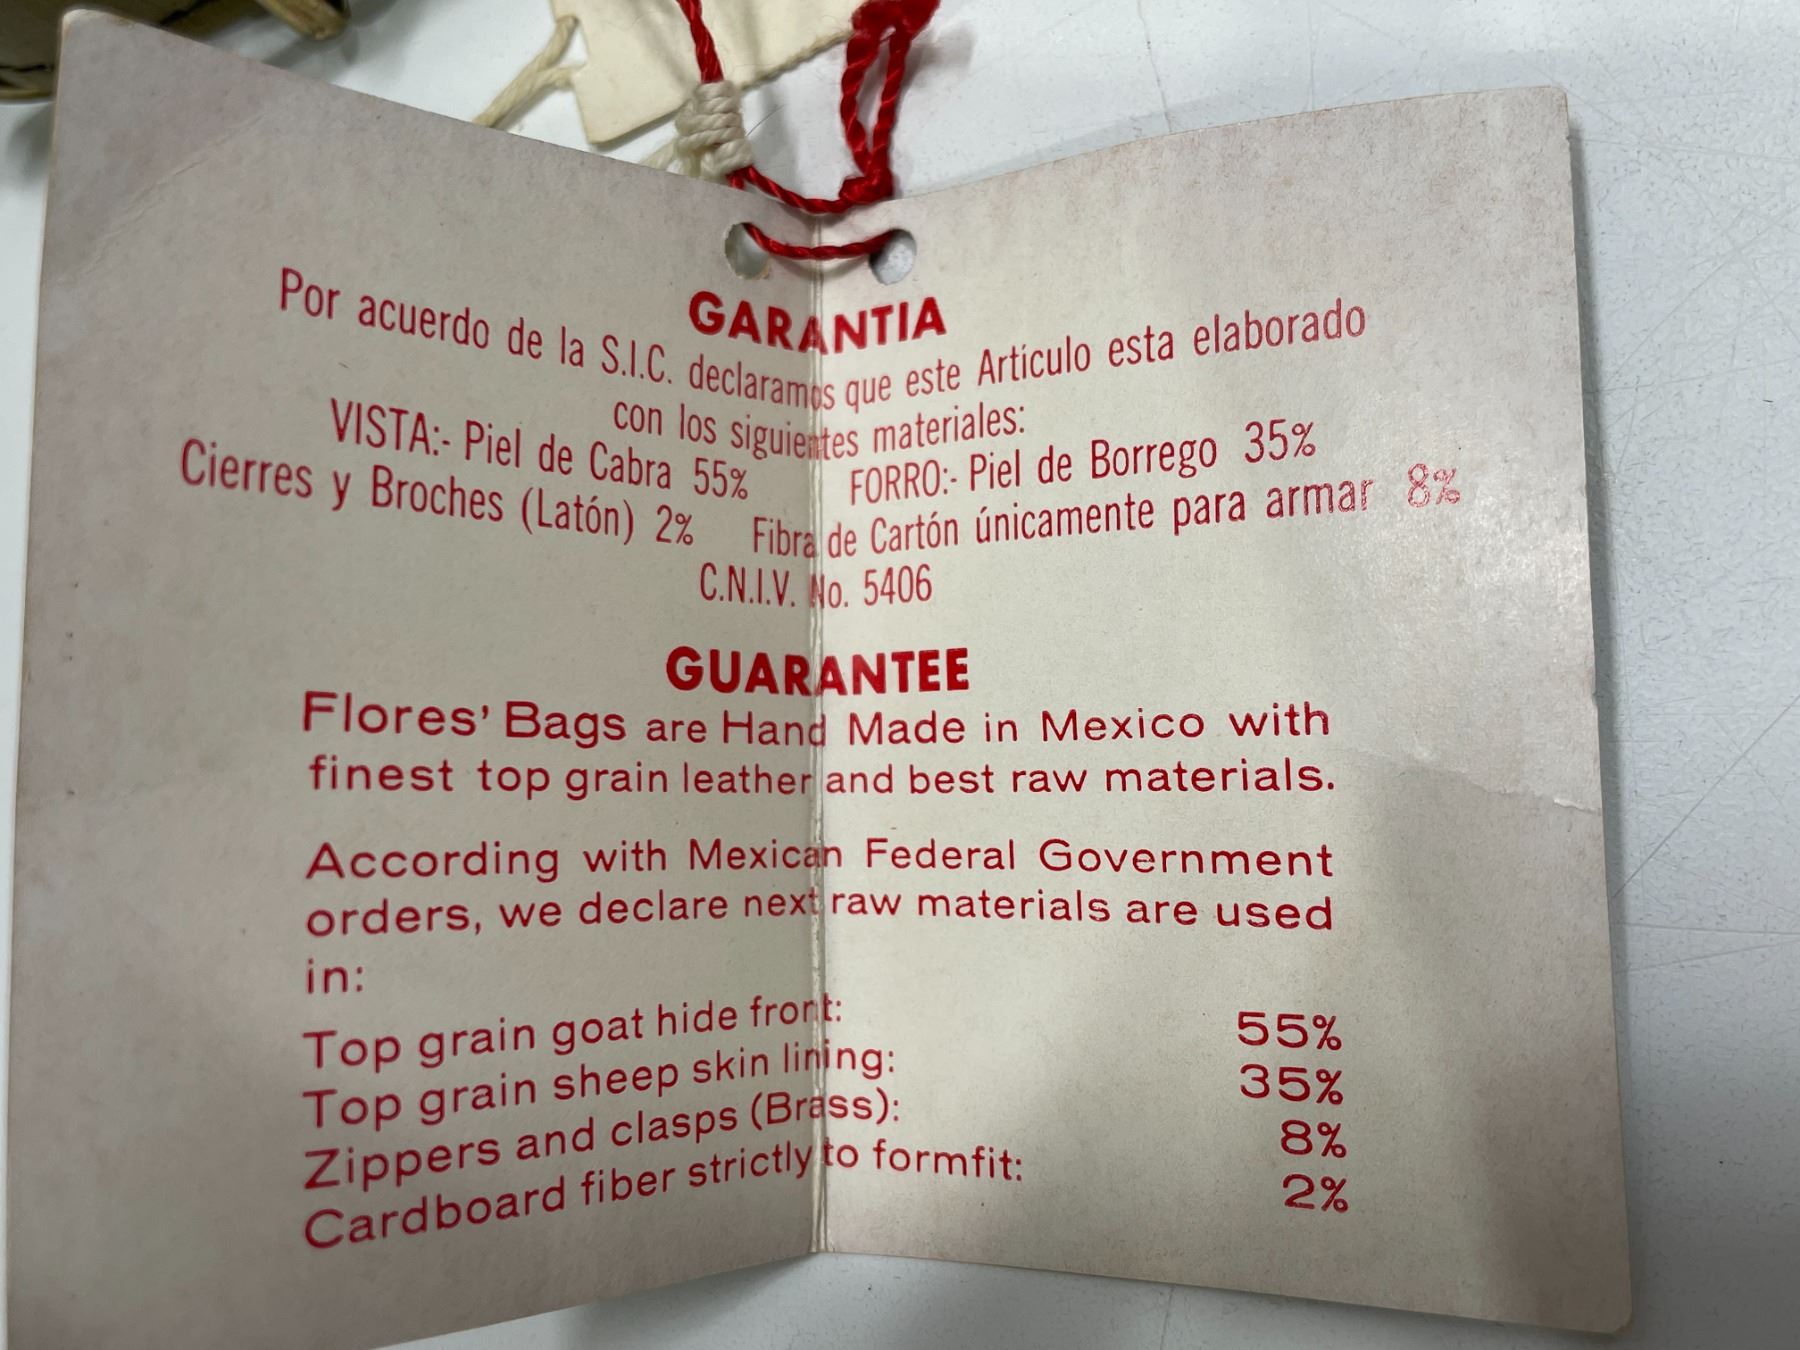 GARANTIA
Por acuerdo de la S.I.C. declaramos que este Artículo esta elaborado
con los siguientes materiales:
VISTA:- Piel de Cabra 55% FORRO:- Piel de Borrego 35%
Cierres y Broches (Latón) 2% Fibra de Cartón únicamente para armar 8%
C.N.I.V. No. 5406
GUARANTEE
Flores' Bags are Hand Made in Mexico with
finest top grain leather and best raw materials.
According with Mexican Federal Government
orders, we declare next raw materials are used
in:
Top grain goat hide front: 55%
Top grain sheep skin lining: 35%
Zippers and clasps (Brass): 8%
Cardboard fiber strictly to formfit: 2%